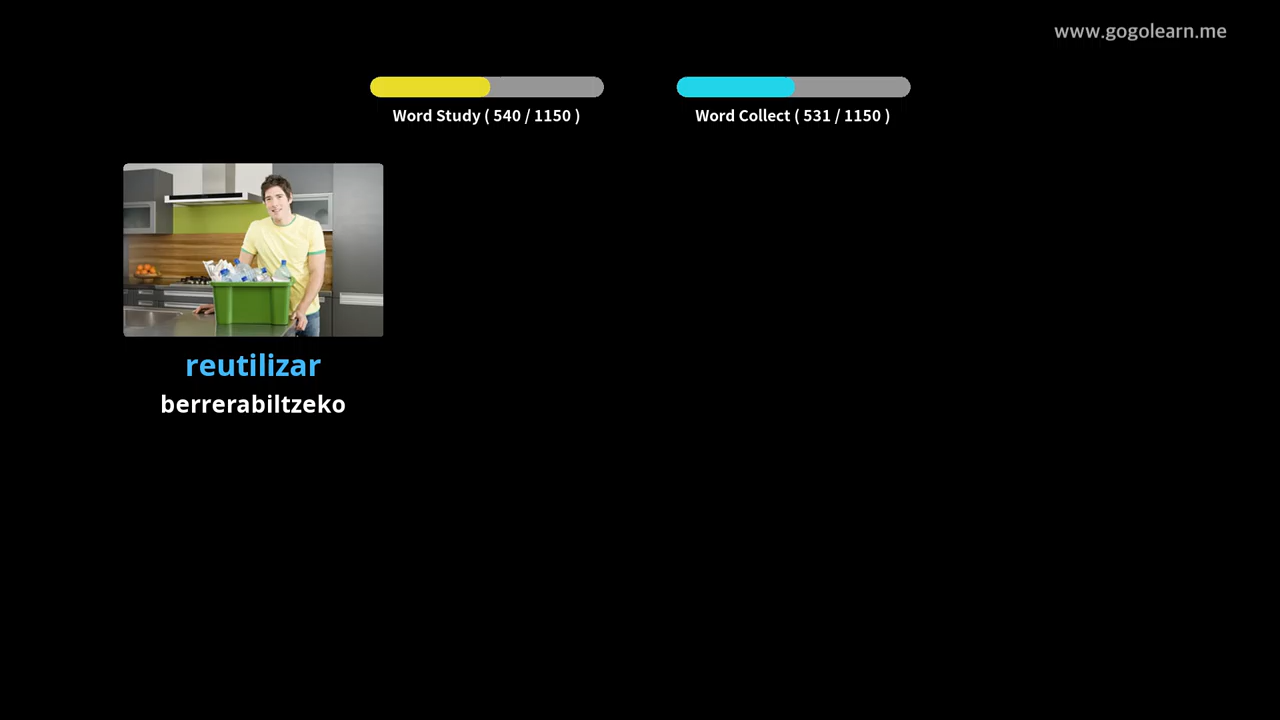 www.gogolearn.me
Word Study ( 540 / 1150 )
Word Collect ( 531 / 1150 )
reutilizar
berrerabiltzeko